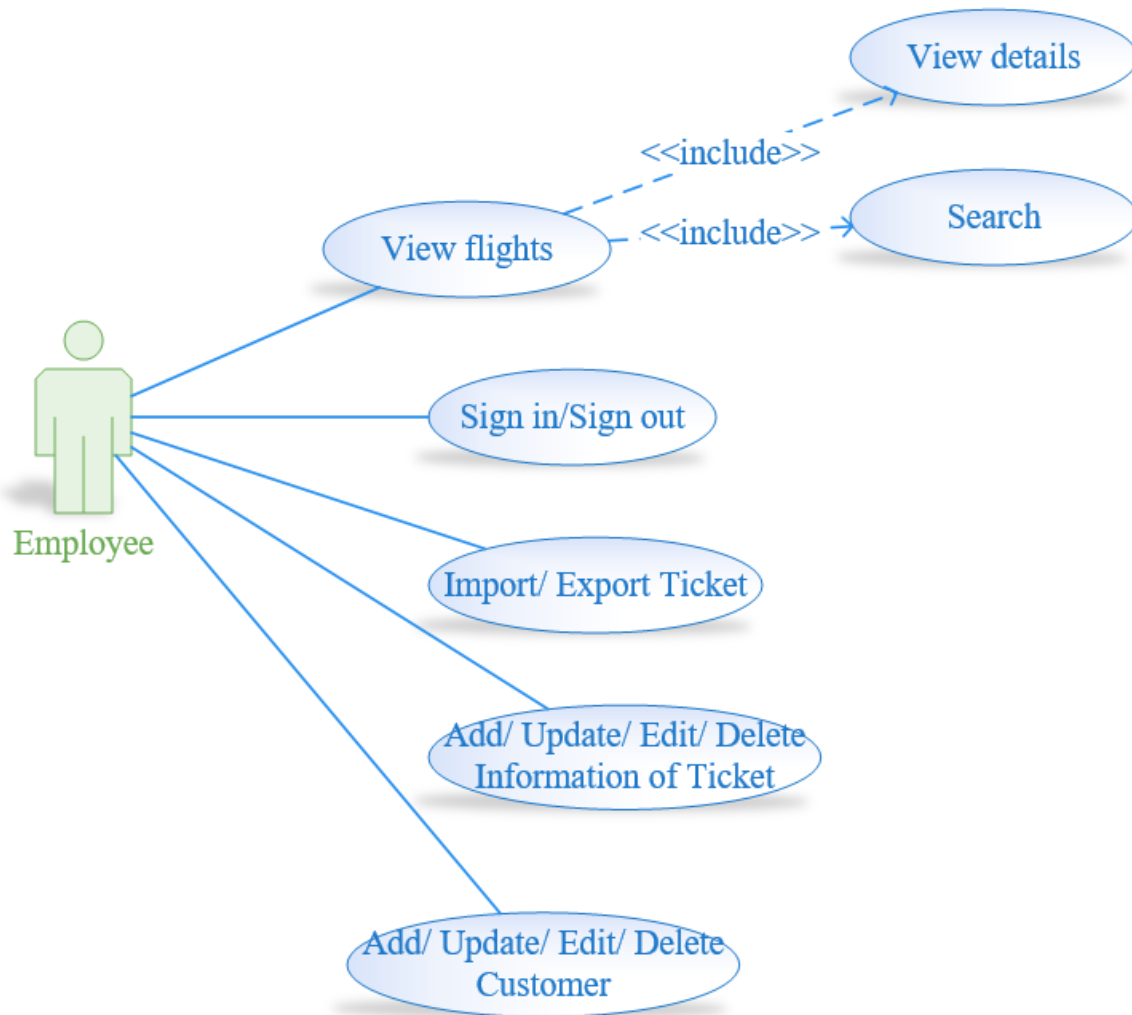 View details
<<include>>
Search
<<include>>
View flights
Sign in/Sign out
Employee
Import/ Export Ticket
Add/ Update/ Edit/ Delete
Information of Ticket
Add/ Update/ Edit/ Delete
Customer